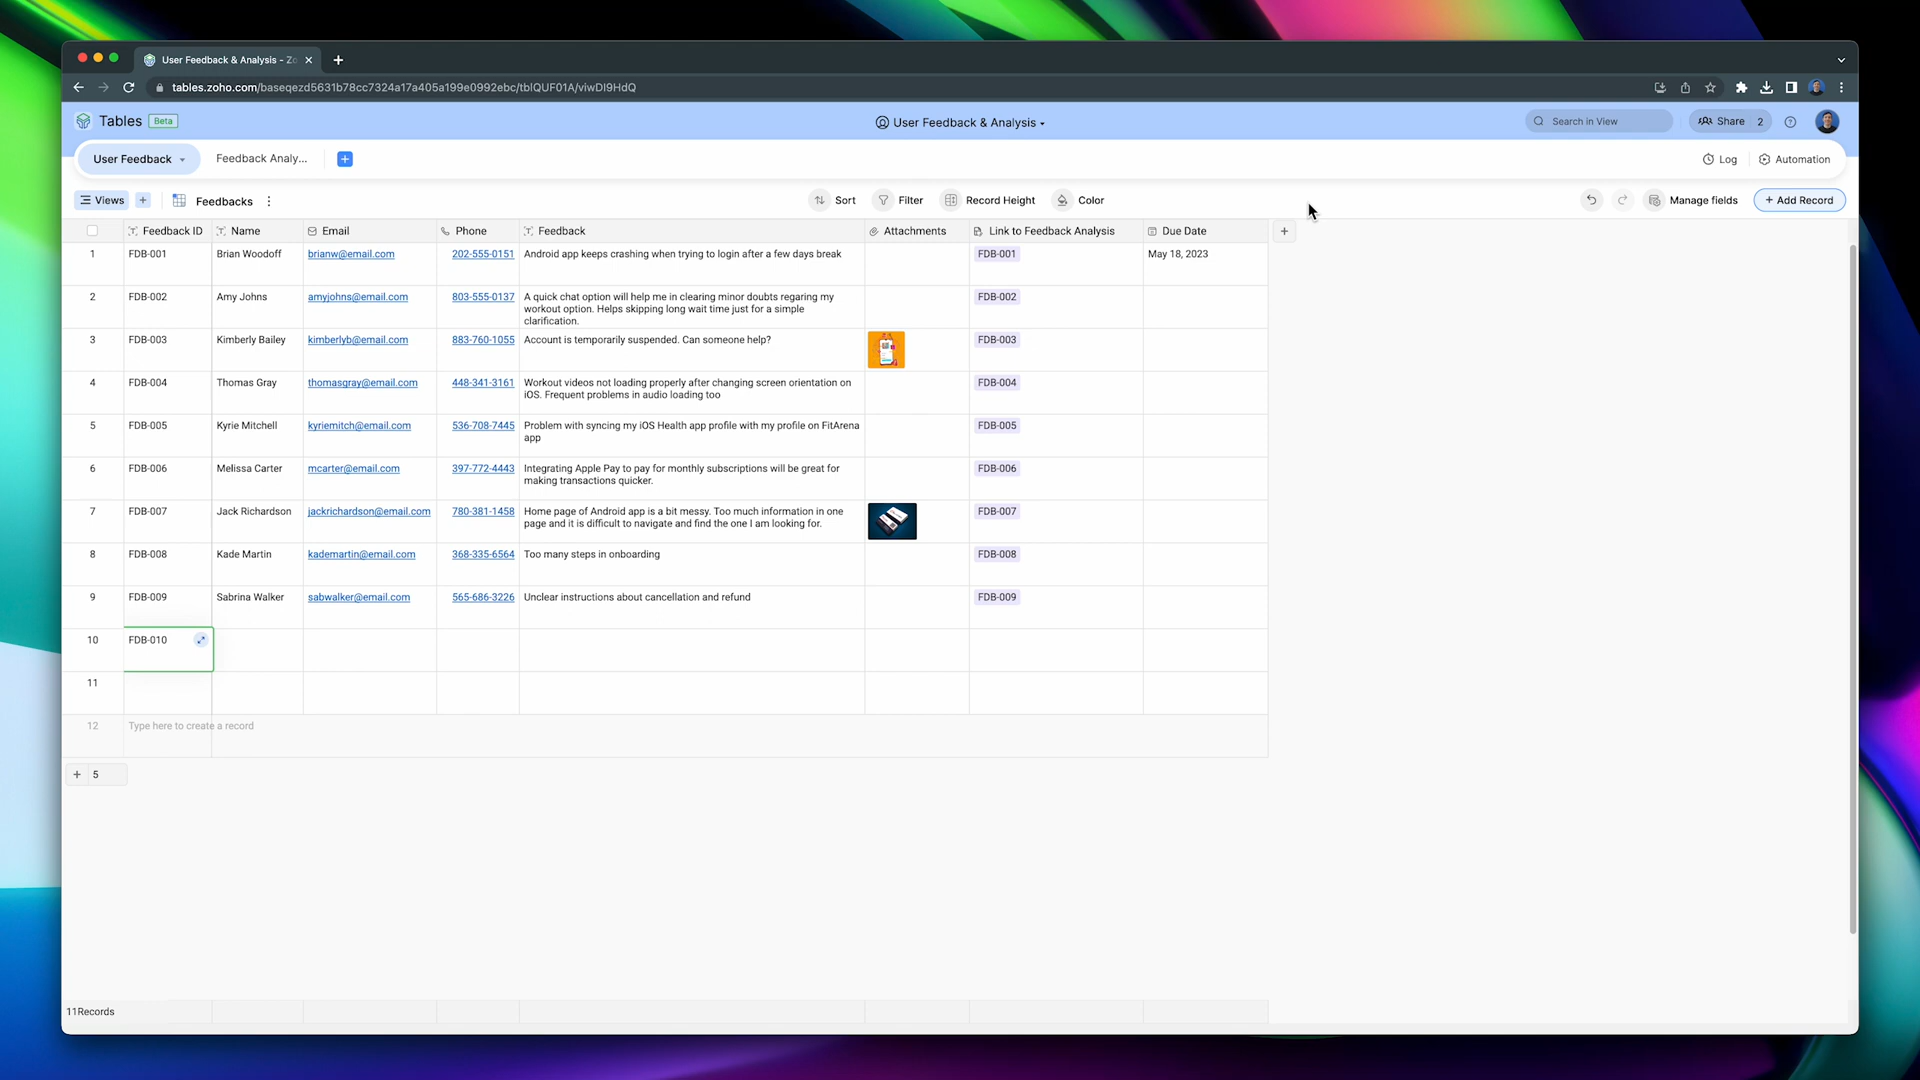 User Feedback & Analysis - Zo
tables.zoho.com/baseqezd5631b78cc7324a17a405a199e0992ebc/tblQUF01A/viwDI9HdQ
Tables Beta
User Feedback & Analysis
Search in View
Share 2
User Feedback
Feedback Analy...
Log
Automation
Views
Feedbacks
Sort
Filter
Record Height
Color
Manage fields
+ Add Record
Feedback ID Name Email Phone Feedback Attachments Link to Feedback Analysis Due Date
1 FDB-001 Brian Woodoff brianw@email.com 202-555-0151 Android app keeps crashing when trying to login after a few days break FDB-001 May 18, 2023
2 FDB-002 Amy Johns amyjohns@email.com 803-555-0137 A quick chat option will help me in clearing minor doubts regaring my FDB-002
workout option. Helps skipping long wait time just for a simple
clarification.
3 FDB-003 Kimberly Bailey kimberlyb@email.com 883-760-1055 Account is temporarily suspended. Can someone help? FDB-003
4 FDB-004 Thomas Gray thomasgray@email.com 448-341-3161 Workout videos not loading properly after changing screen orientation on FDB-004
iOS. Frequent problems in audio loading too
5 FDB-005 Kyrie Mitchell kyriemitch@email.com 536-708-7445 Problem with syncing my iOS Health app profile with my profile on FitArena FDB-005
app
6 FDB-006 Melissa Carter mcarter@email.com 397-772-4443 Integrating Apple Pay to pay for monthly subscriptions will be great for FDB-006
making transactions quicker.
7 FDB-007 Jack Richardson jackrichardson@email.com 780-381-1458 Home page of Android app is a bit messy. Too much information in one FDB-007
page and it is difficult to navigate and find the one I am looking for.
8 FDB-008 Kade Martin kademartin@email.com 368-335-6564 Too many steps in onboarding FDB-008
9 FDB-009 Sabrina Walker sabwalker@email.com 565-686-3226 Unclear instructions about cancellation and refund FDB-009
10 FDB-010
11
12 Type here to create a record
+ 5
11Records